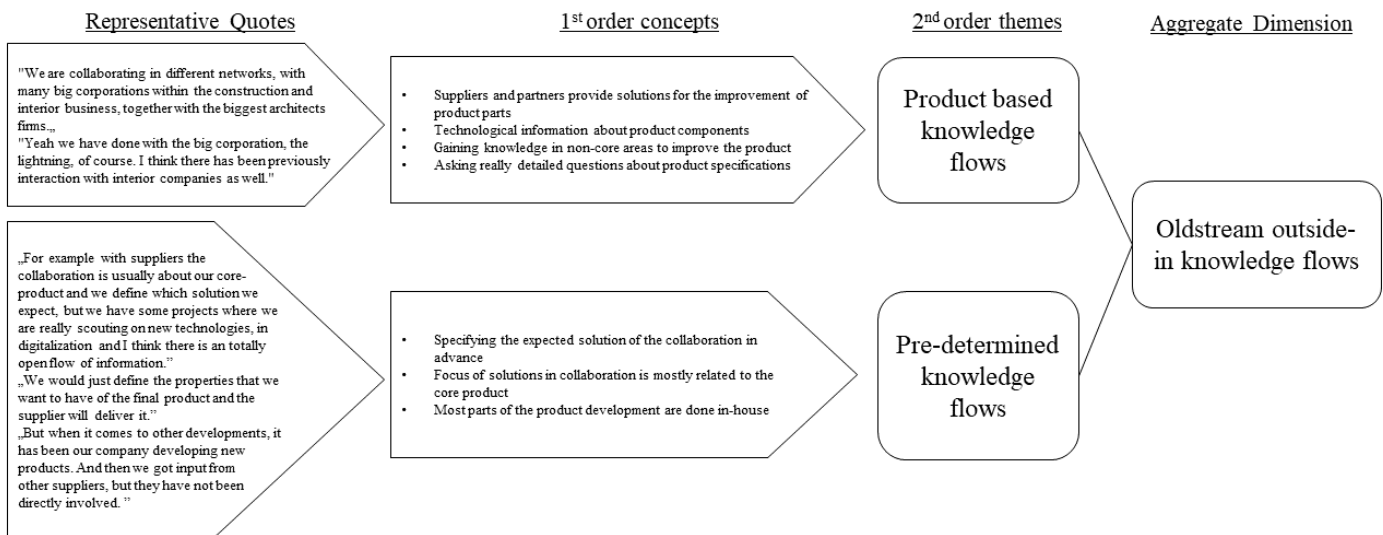 Representative Quotes
1st order concepts
2nd order themes
Aggregate Dimension
"We are collaborating in different networks, with
many big corporations within the construction and
interior business, together with the biggest architects
firms.„
"Yeah we have done with the big corporation, the
lightning, of course. I think there has been previously
interaction with interior companies as well."
• Suppliers and partners provide solutions for the improvement of
product parts
• Technological information about product components
• Gaining knowledge in non-core areas to improve the product
• Asking really detailed questions about product specifications
Product based
knowledge
flows
„For example with suppliers the
collaboration is usually about our core-
product and we define which solution we
expect, but we have some projects where we
are really scouting on new technologies, in
digitalization and I think there is an totally
open flow of information.”
„We would just define the properties that we
want to have of the final product and the
supplier will deliver it.”
„But when it comes to other developments, it
has been our company developing new
products. And then we got input from
other suppliers, but they have not been
directly involved. ”
• Specifying the expected solution of the collaboration in
advance
• Focus of solutions in collaboration is mostly related to the
core product
• Most parts of the product development are done in-house
Pre-determined
knowledge
flows
Oldstream outside-
in knowledge flows